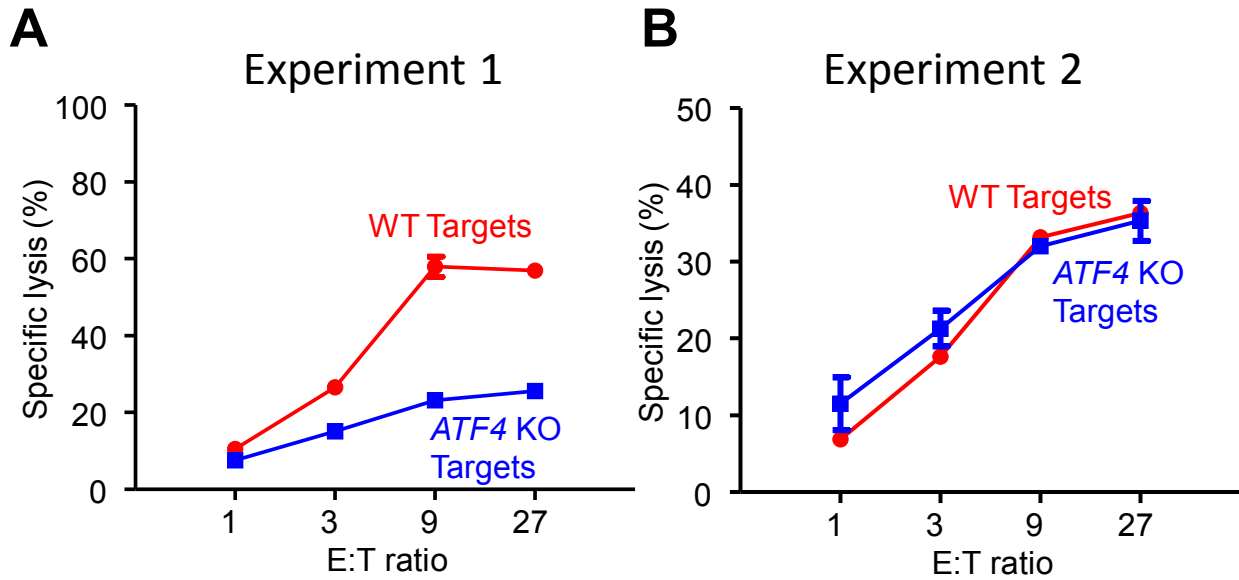 A
Experiment 1
Specific lysis (%)
100
80
60
40
20
0
WT Targets
ATF4 KO
Targets
1 3 9 27
E:T ratio
B
Experiment 2
Specific lysis (%)
50
40
30
20
10
0
WT Targets
ATF4 KO
Targets
1 3 9 27
E:T ratio